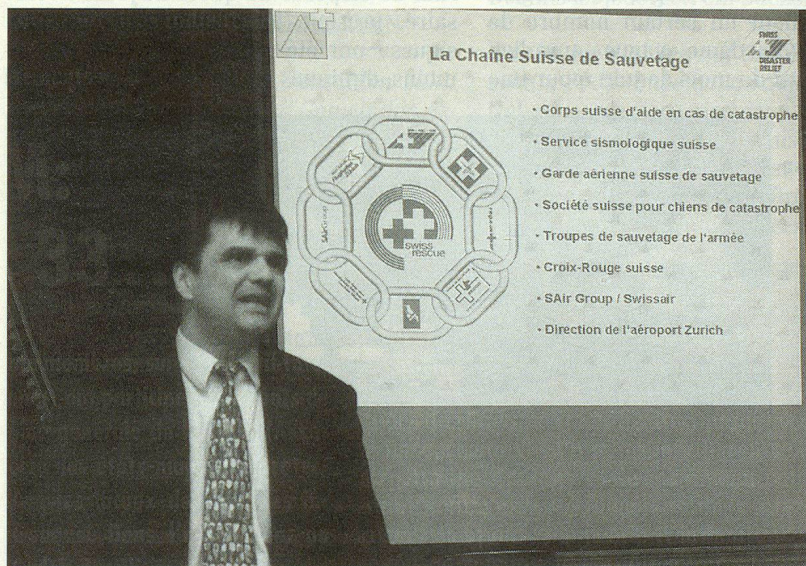 SWISS
DISASTER
RELIEF
La Chaîne Suisse de Sauvetage
• Corps suisse d'aide en cas de catastrophe
• Service sismologique suisse
• Garde aérienne suisse de sauvetage
• Société suisse pour chiens de catastrophe
• Troupes de sauvetage de l'armée
• Croix-Rouge suisse
• SAir Group / Swissair
• Direction de l'aéroport Zurich
SAirGroup
swiss
rescue